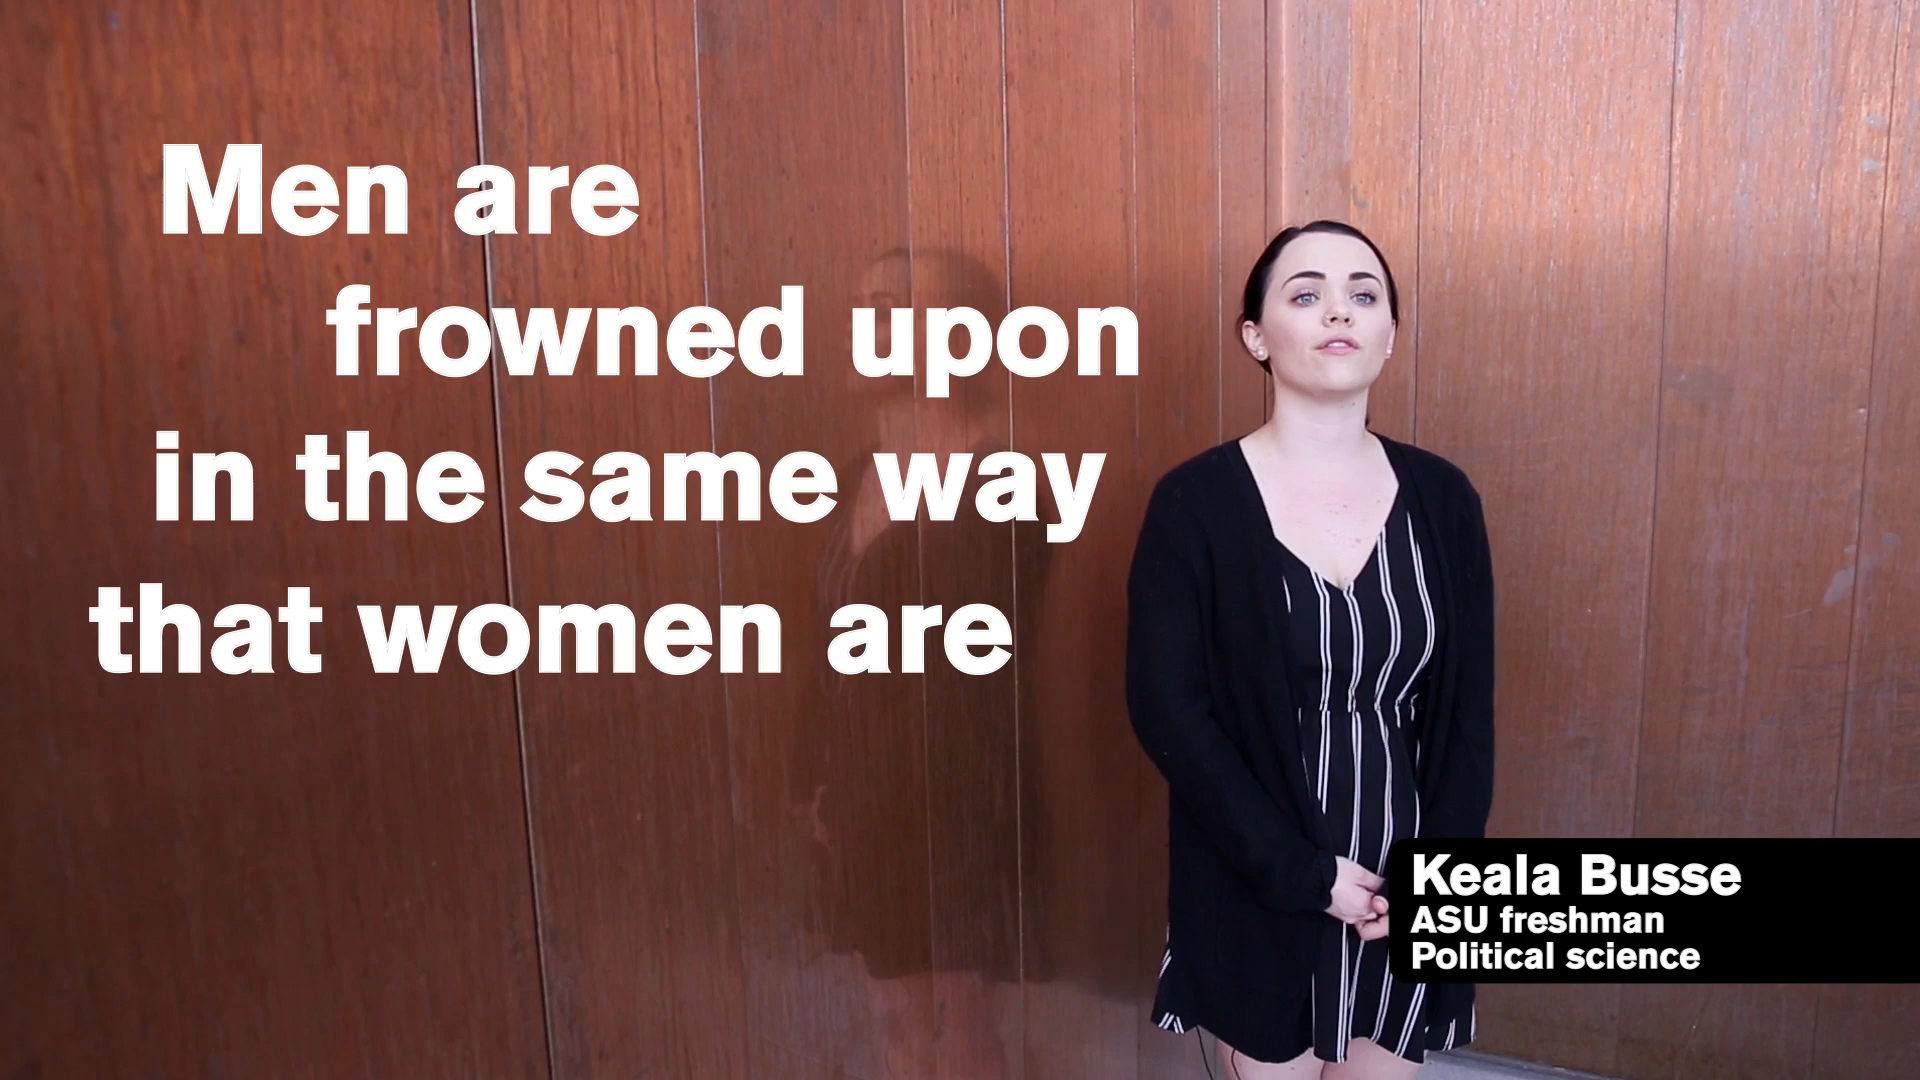 Men are
frowned upon
in the same way
that women are
Keala Busse
ASU freshman
Political science